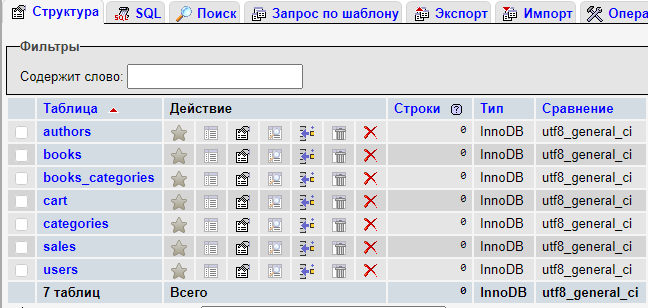 Структура SQL Поиск Запрос по шаблону Экспорт Импорт Опера
Фильтры
Содержит слово:
Таблица Действие Строки Тип Сравнение
authors 0 InnoDB utf8_general_ci
books 0 InnoDB utf8_general_ci
books_categories 0 InnoDB utf8_general_ci
cart 0 InnoDB utf8_general_ci
categories 0 InnoDB utf8_general_ci
sales 0 InnoDB utf8_general_ci
users 0 InnoDB utf8_general_ci
7 таблиц Всего 0 InnoDB utf8_general_ci